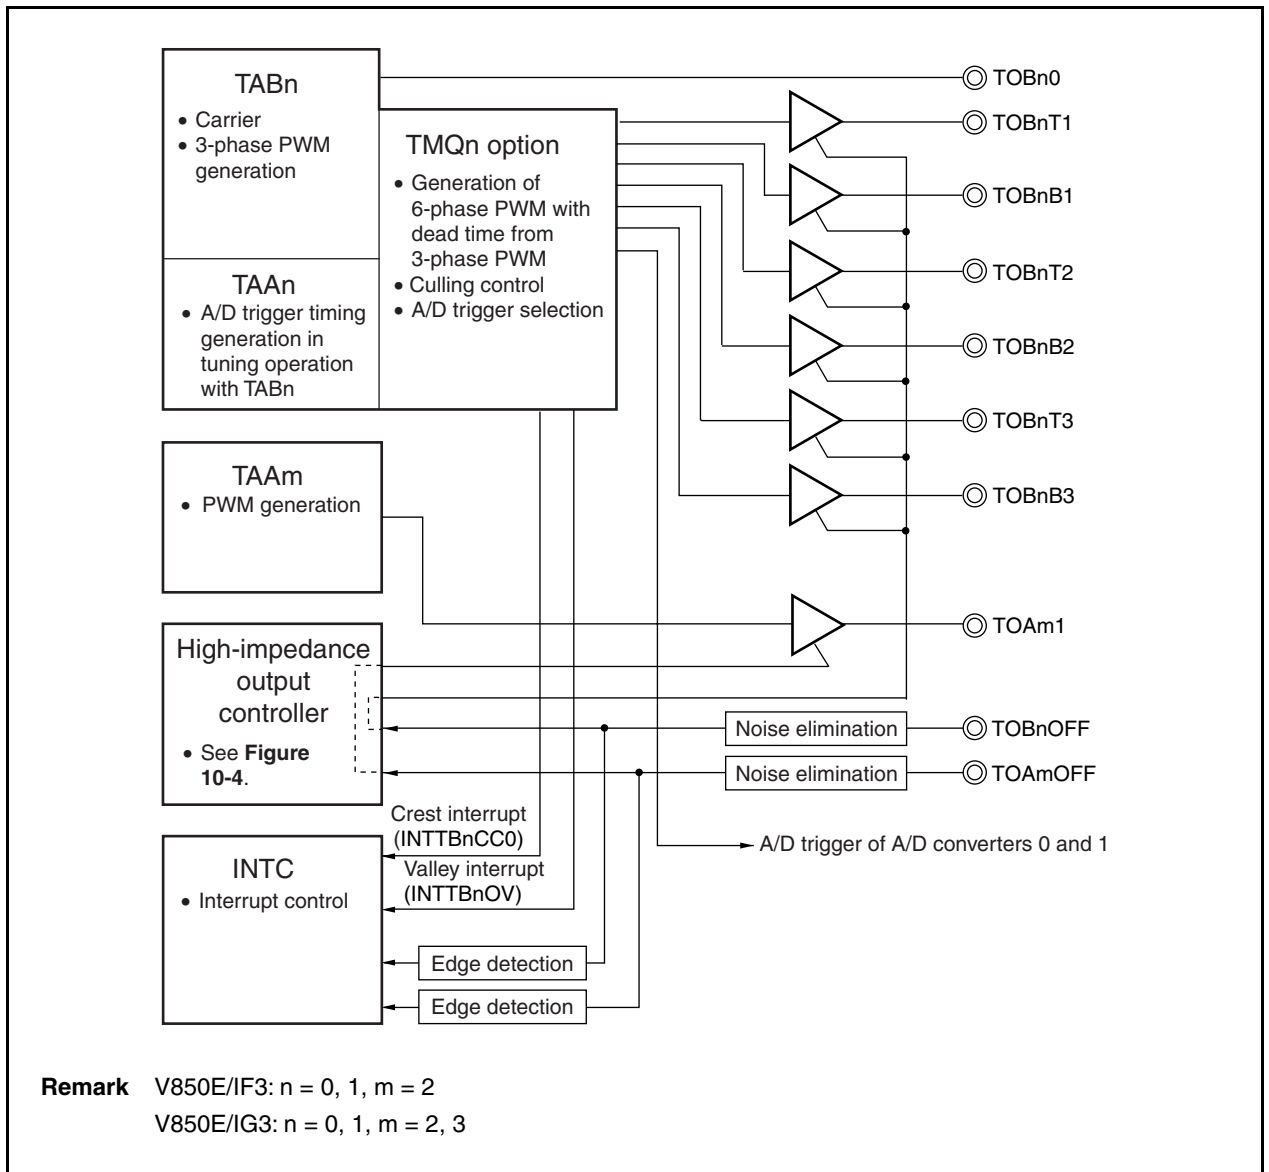 TABn
• Carrier
• 3-phase PWM
generation
TAAn
• A/D trigger timing
generation in
tuning operation
with TABn
TMQn option
• Generation of
6-phase PWM with
dead time from
3-phase PWM
• Culling control
• A/D trigger selection
TOBn0
TOBnT1
TOBnB1
TOBnT2
TOBnB2
TOBnT3
TOBnB3
TAAm
• PWM generation
TOAm1
High-impedance
output
controller
• See Figure
10-4.
Noise elimination
TOBnOFF
Noise elimination
TOAmOFF
Crest interrupt
(INTTBnCC0)
A/D trigger of A/D converters 0 and 1
INTC
• Interrupt control
Valley interrupt
(INTTBnOV)
Edge detection
Edge detection
Remark V850E/IF3: n = 0, 1, m = 2
V850E/IG3: n = 0, 1, m = 2, 3